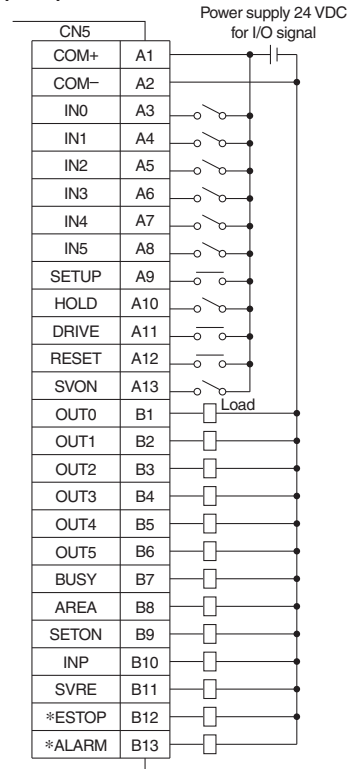 Power supply 24 VDC
for I/O signal
CN5
COM+ A1
COM− A2
IN0 A3
IN1 A4
IN2 A5
IN3 A6
IN4 A7
IN5 A8
SETUP A9
HOLD A10
DRIVE A11
RESET A12
SVON A13
Load
OUT0 B1
OUT1 B2
OUT2 B3
OUT3 B4
OUT4 B5
OUT5 B6
BUSY B7
AREA B8
SETON B9
INP B10
SVRE B11
*ESTOP B12
*ALARM B13